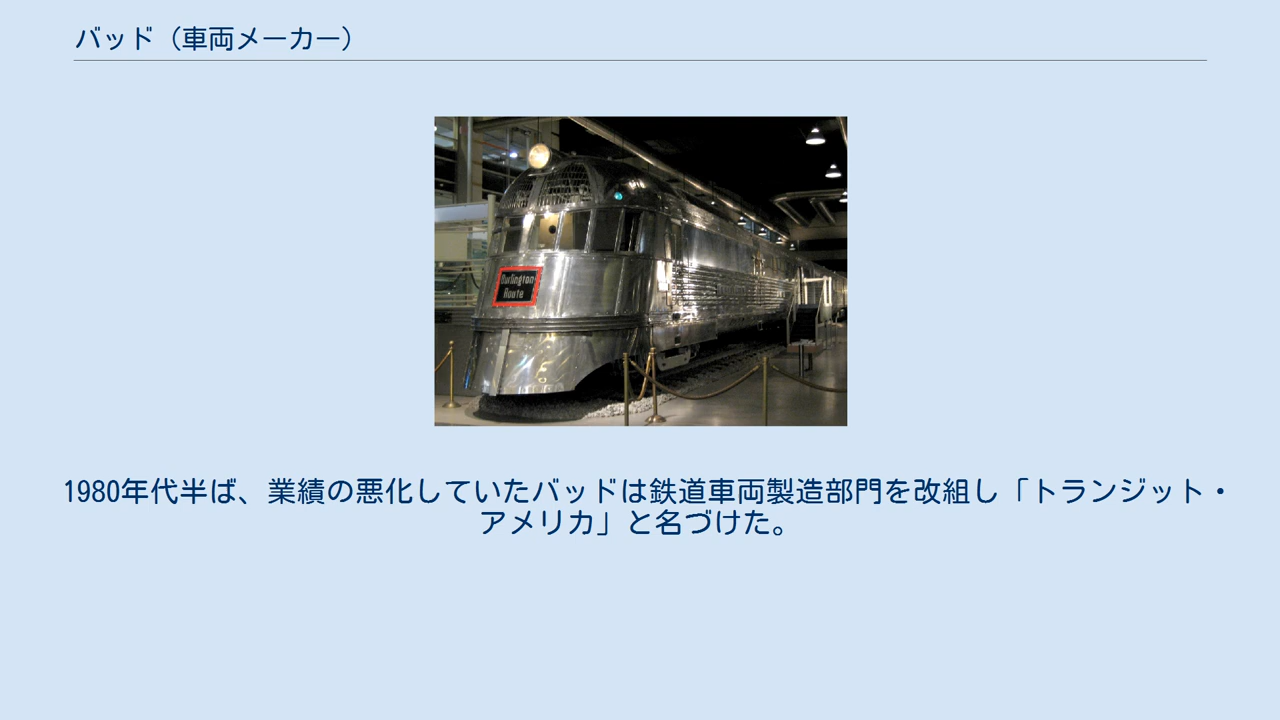 バッド（車両メーカー）
Burlington
Route
1980年代半ば、業績の悪化していたバッドは鉄道車両製造部門を改組し「トランジット・
アメリカ」と名づけた。